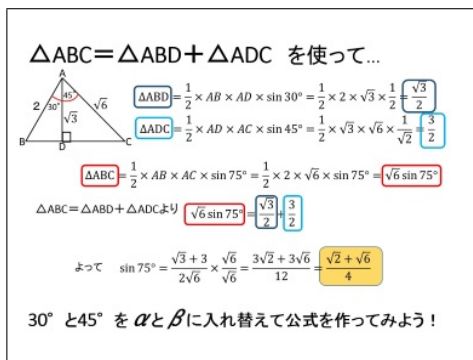 △ABC=△ABD+△ADC を使って…
A
45°
2 30° √3 √6
B D C
ΔABD = 1/2 × AB × AD × sin 30° = 1/2 × 2 × √3 × 1/2 = √3/2
ΔADC = 1/2 × AD × AC × sin 45° = 1/2 × √3 × √6 × 1/√2 = 3/2
ΔABC = 1/2 × AB × AC × sin 75° = 1/2 × 2 × √6 × sin 75° = √6 sin 75°
△ABC=△ABD+△ADCより √6 sin 75° = √3/2 + 3/2
よって sin 75° = (√3 + 3)/(2√6) × √6/√6 = (3√2 + 3√6)/12 = (√2 + √6)/4
30° と45° を αとβに入れ替えて公式を作ってみよう！